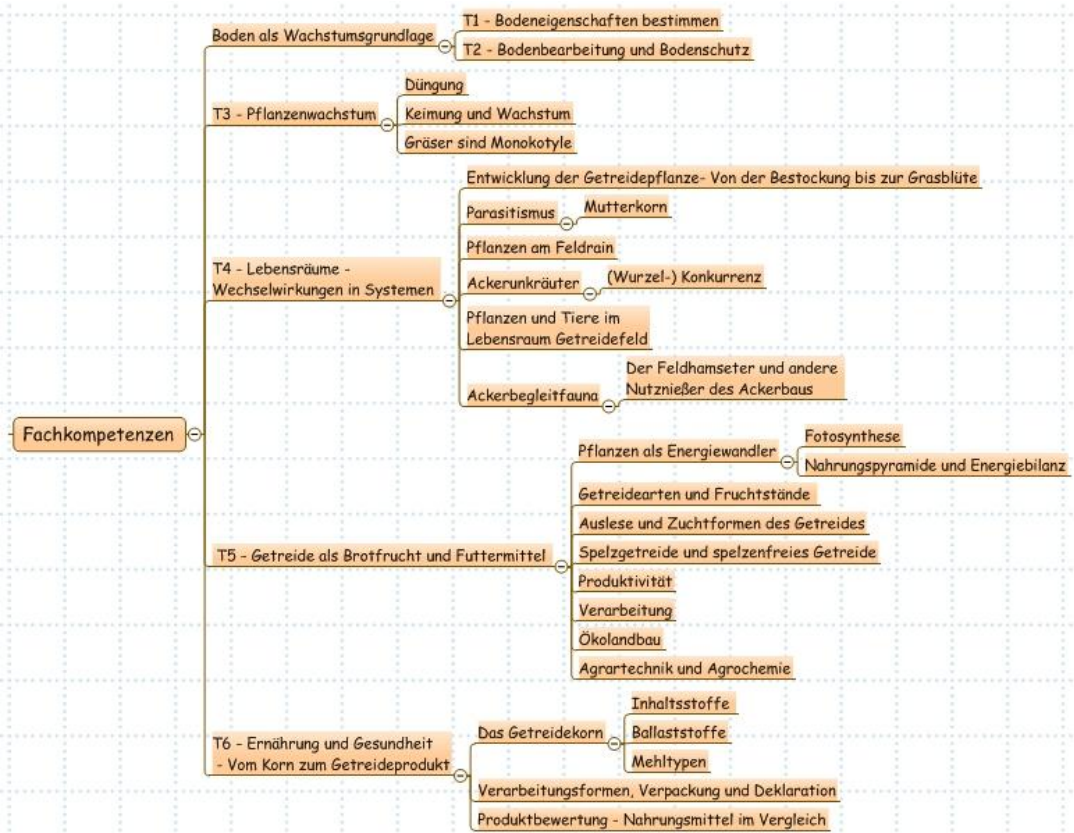 Fachkompetenzen
Boden als Wachstumsgrundlage
T1 - Bodeneigenschaften bestimmen
T2 - Bodenbearbeitung und Bodenschutz
T3 - Pflanzenwachstum
Düngung
Keimung und Wachstum
Gräser sind Monokotyle
T4 - Lebensräume -
Wechselwirkungen in Systemen
Entwicklung der Getreidepflanze- Von der Bestockung bis zur Grasblüte
Parasitismus
Mutterkorn
Pflanzen am Feldrain
Ackerunkräuter
(Wurzel-) Konkurrenz
Pflanzen und Tiere im
Lebensraum Getreidefeld
Ackerbegleitfauna
Der Feldhamseter und andere
Nutznießer des Ackerbaus
T5 - Getreide als Brotfrucht und Futtermittel
Pflanzen als Energiewandler
Fotosynthese
Nahrungspyramide und Energiebilanz
Getreidearten und Fruchtstände
Auslese und Zuchtformen des Getreides
Spelzgetreide und spelzenfreies Getreide
Produktivität
Verarbeitung
Ökolandbau
Agrartechnik und Agrochemie
T6 - Ernährung und Gesundheit
- Vom Korn zum Getreideprodukt
Das Getreidekorn
Inhaltsstoffe
Ballaststoffe
Mehltypen
Verarbeitungsformen, Verpackung und Deklaration
Produktbewertung - Nahrungsmittel im Vergleich